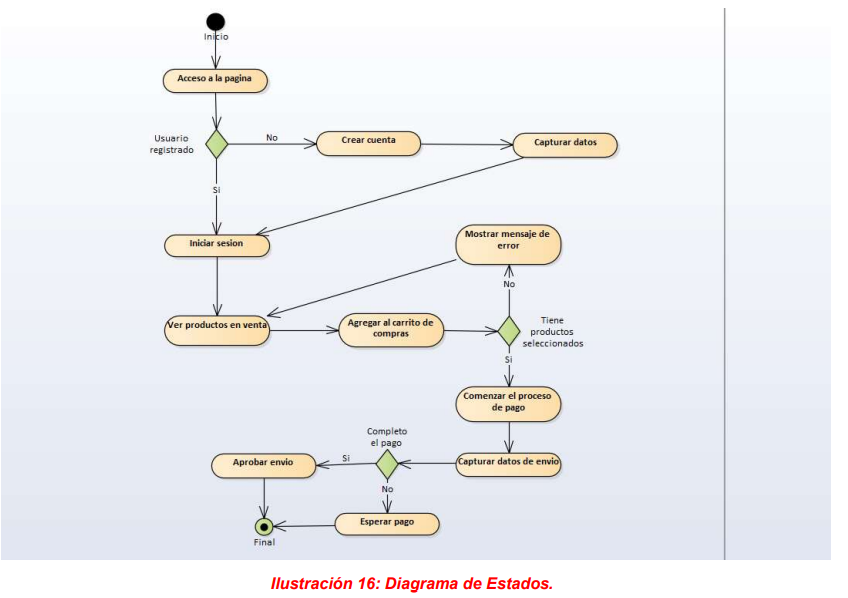 Inicio
Acceso a la pagina
Usuario
registrado
No
Crear cuenta
Capturar datos
Si
Iniciar sesion
Mostrar mensaje de
error
No
Ver productos en venta
Agregar al carrito de
compras
Tiene
productos
seleccionados
Si
Comenzar el proceso
de pago
Completo
el pago
Aprobar envio
Si
Capturar datos de envio
No
Esperar pago
Final
Ilustración 16: Diagrama de Estados.